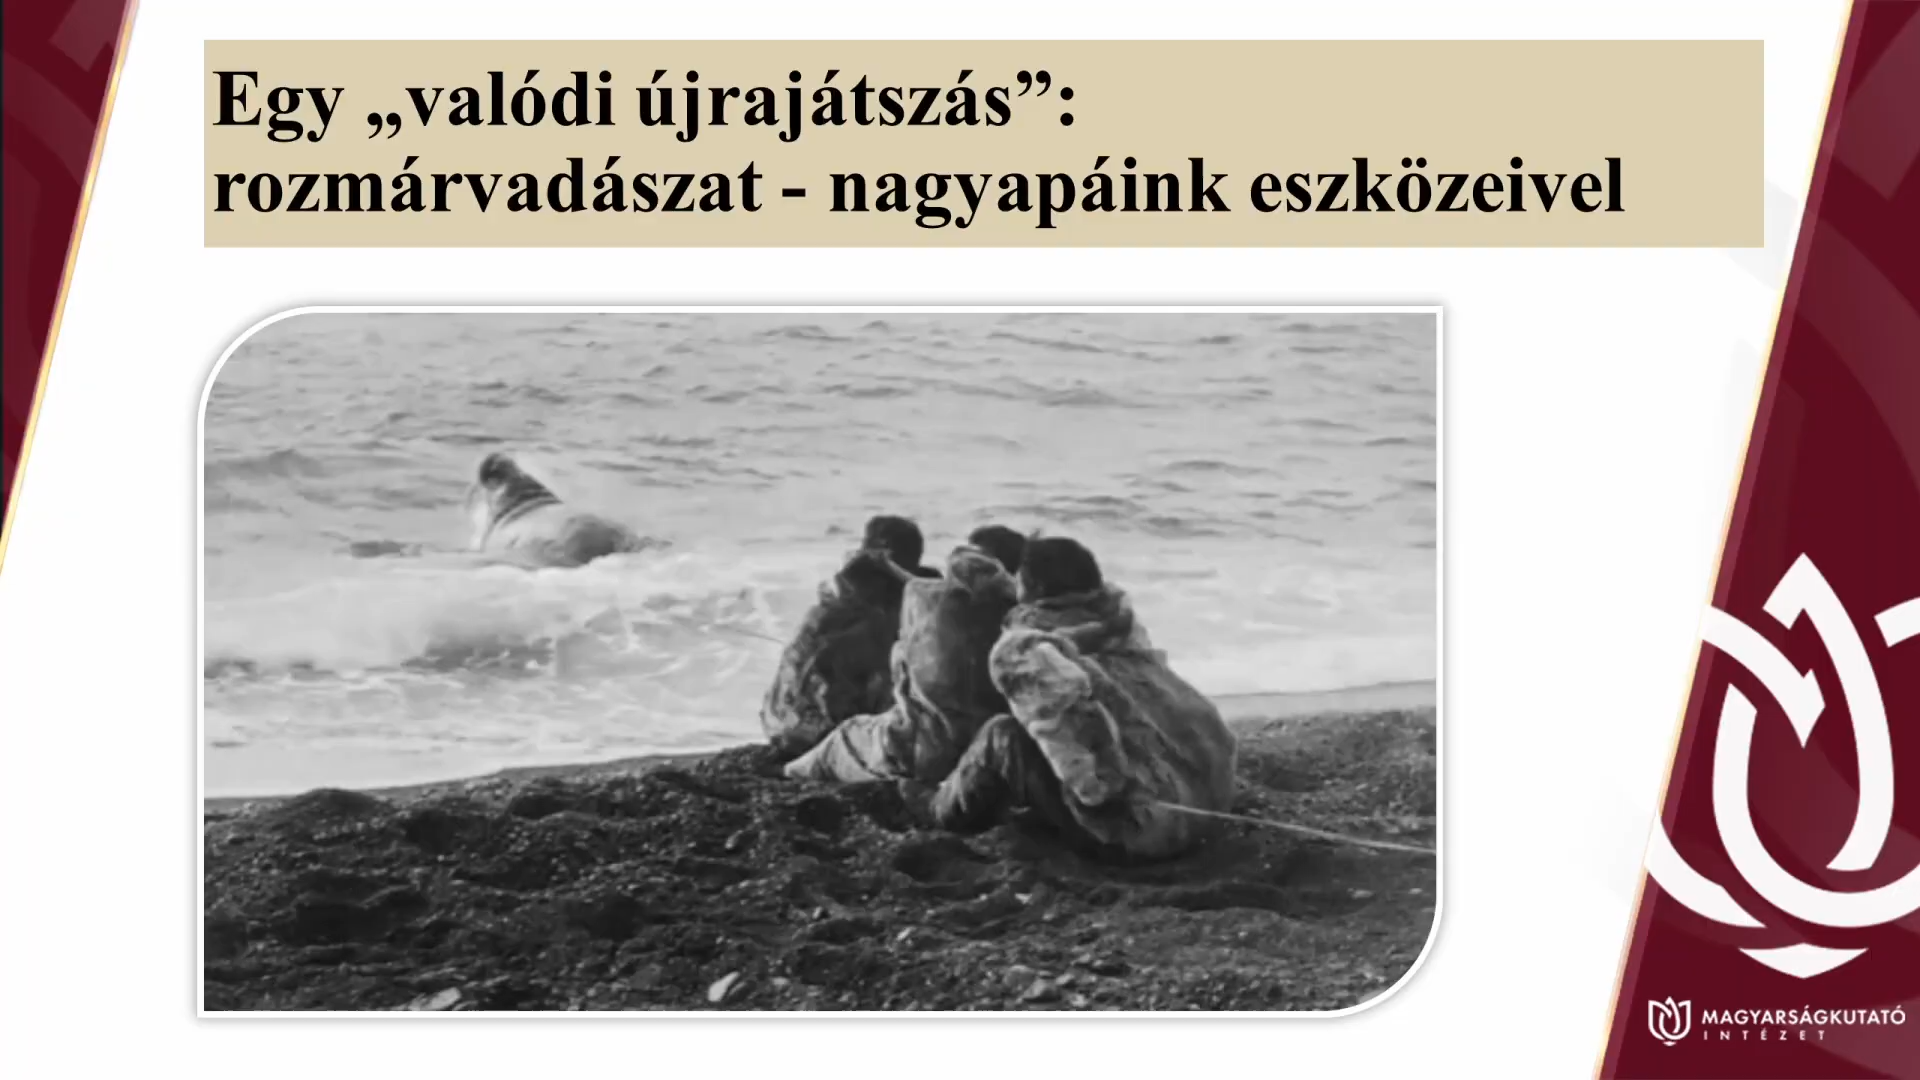 Egy „valódi újrajátszás”:
rozmárvadászat - nagyapáink eszközeivel
MAGYARSÁGKUTATÓ
INTÉZET